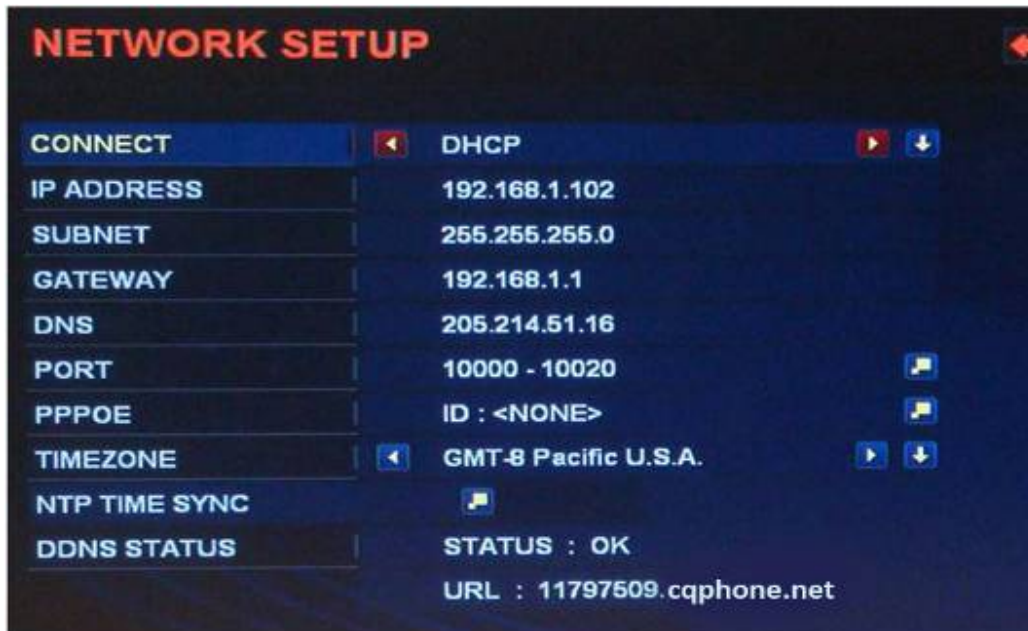 NETWORK SETUP
CONNECT DHCP
IP ADDRESS 192.168.1.102
SUBNET 255.255.255.0
GATEWAY 192.168.1.1
DNS 205.214.51.16
PORT 10000 - 10020
PPPOE ID : <NONE>
TIMEZONE GMT-8 Pacific U.S.A.
NTP TIME SYNC
DDNS STATUS STATUS : OK
URL : 11797509.cqphone.net